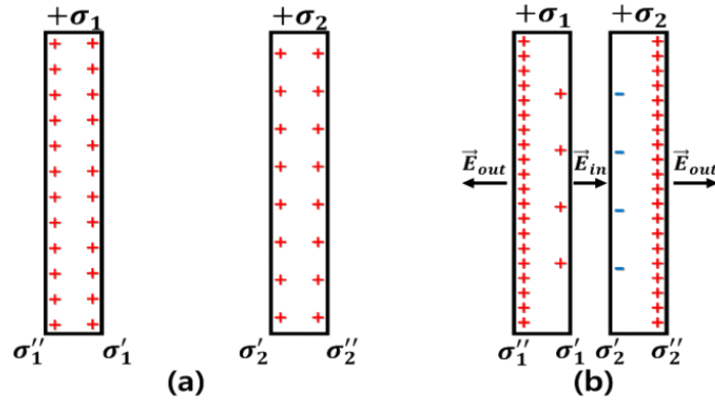 +σ₁ +σ₂ +σ₁ +σ₂
E⃗out E⃗in E⃗out
σ₁′′ σ₁′ σ₂′ σ₂′′ σ₁′′ σ₁′ σ₂′ σ₂′′
(a) (b)